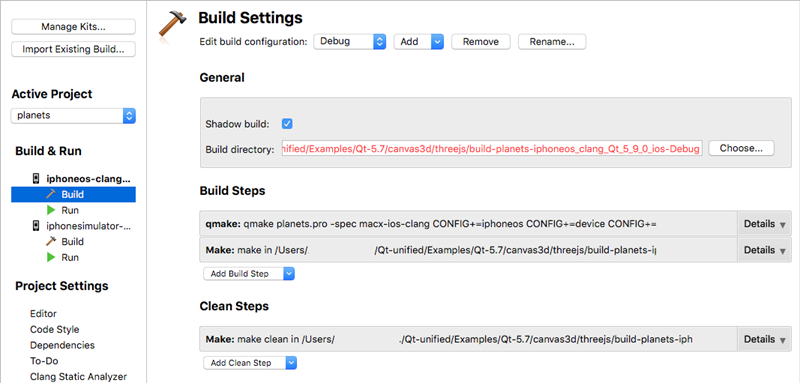 Manage Kits...
Import Existing Build...
Active Project
planets
Build & Run
iphoneos-clang...
Build
Run
iphonesimulator-...
Build
Run
Project Settings
Editor
Code Style
Dependencies
To-Do
Clang Static Analyzer
Build Settings
Edit build configuration: Debug Add Remove Rename...
General
Shadow build:
Build directory: nified/Examples/Qt-5.7/canvas3d/threejs/build-planets-iphoneos_clang_Qt_5_9_0_ios-Debug Choose...
Build Steps
qmake: qmake planets.pro -spec macx-ios-clang CONFIG+=iphoneos CONFIG+=device CONFIG+= Details
Make: make in /Users/. /Qt-unified/Examples/Qt-5.7/canvas3d/threejs/build-planets-ip Details
Add Build Step
Clean Steps
Make: make clean in /Users/ ./Qt-unified/Examples/Qt-5.7/canvas3d/threejs/build-planets-iph Details
Add Clean Step